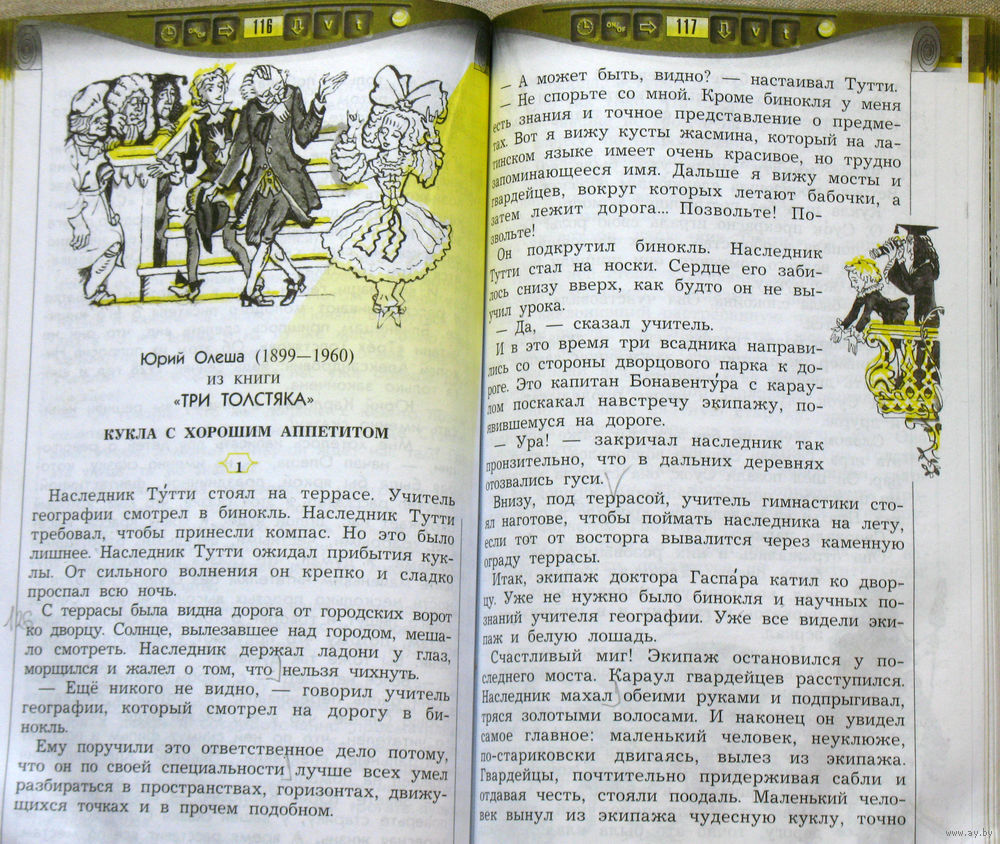 116
Юрий Олеша (1899—1960)
ИЗ КНИГИ
«ТРИ ТОЛСТЯКА»
КУКЛА С ХОРОШИМ АППЕТИТОМ
1
Наследник Ту́тти стоял на террасе. Учитель
географии смотрел в бинокль. Наследник Тутти
требовал, чтобы принесли компас. Но это было
лишнее. Наследник Тутти ожидал прибытия кук-
лы. От сильного волнения он крепко и сладко
проспал всю ночь.
С террасы была видна дорога от городских ворот
ко дворцу. Солнце, вылезавшее над городом, меша-
ло смотреть. Наследник держал ладони у глаз,
морщился и жалел о том, что нельзя чихнуть.
— Ещё никого не видно, — говорил учитель
географии, который смотрел на дорогу в би-
нокль.
Ему поручили это ответственное дело потому,
что он по своей специальности лучше всех умел
разбираться в пространствах, горизонтах, движу-
щихся точках и в прочем подобном.
117
— А может быть, видно? — настаивал Тутти.
— Не спорьте со мной. Кроме бинокля у меня
есть знания и точное представление о предме-
тах. Вот я вижу кусты жасмина, который на ла-
тинском языке имеет очень красивое, но трудно
запоминающееся имя. Дальше я вижу мосты и
гвардейцев, вокруг которых летают бабочки, а
затем лежит дорога... Позвольте! По-
звольте!
Он подкрутил бинокль. Наследник
Тутти стал на носки. Сердце его заби-
лось снизу вверх, как будто он не вы-
учил урока.
— Да, — сказал учитель.
И в это время три всадника направи-
лись со стороны дворцового парка к до-
роге. Это капитан Бонавенту́ра с карау-
лом поскакал навстречу экипажу, по-
явившемуся на дороге.
— Ура! — закричал наследник так
пронзительно, что в дальних деревнях
отозвались гуси.
Внизу, под террасой, учитель гимнастики сто-
ял наготове, чтобы поймать наследника на лету,
если тот от восторга вывалится через каменную
ограду террасы.
Итак, экипаж доктора Гаспа́ра катил ко двор-
цу. Уже не нужно было бинокля и научных по-
знаний учителя географии. Уже все видели эки-
паж и белую лошадь.
Счастливый миг! Экипаж остановился у по-
следнего моста. Караул гвардейцев расступился.
Наследник махал обеими руками и подпрыгивал,
тряся золотыми волосами. И наконец он увидел
самое главное: маленький человек, неуклюже,
по-стариковски двигаясь, вылез из экипажа.
Гвардейцы, почтительно придерживая сабли и
отдавая честь, стояли поодаль. Маленький чело-
век вынул из экипажа чудесную куклу, точно
www.ay.by